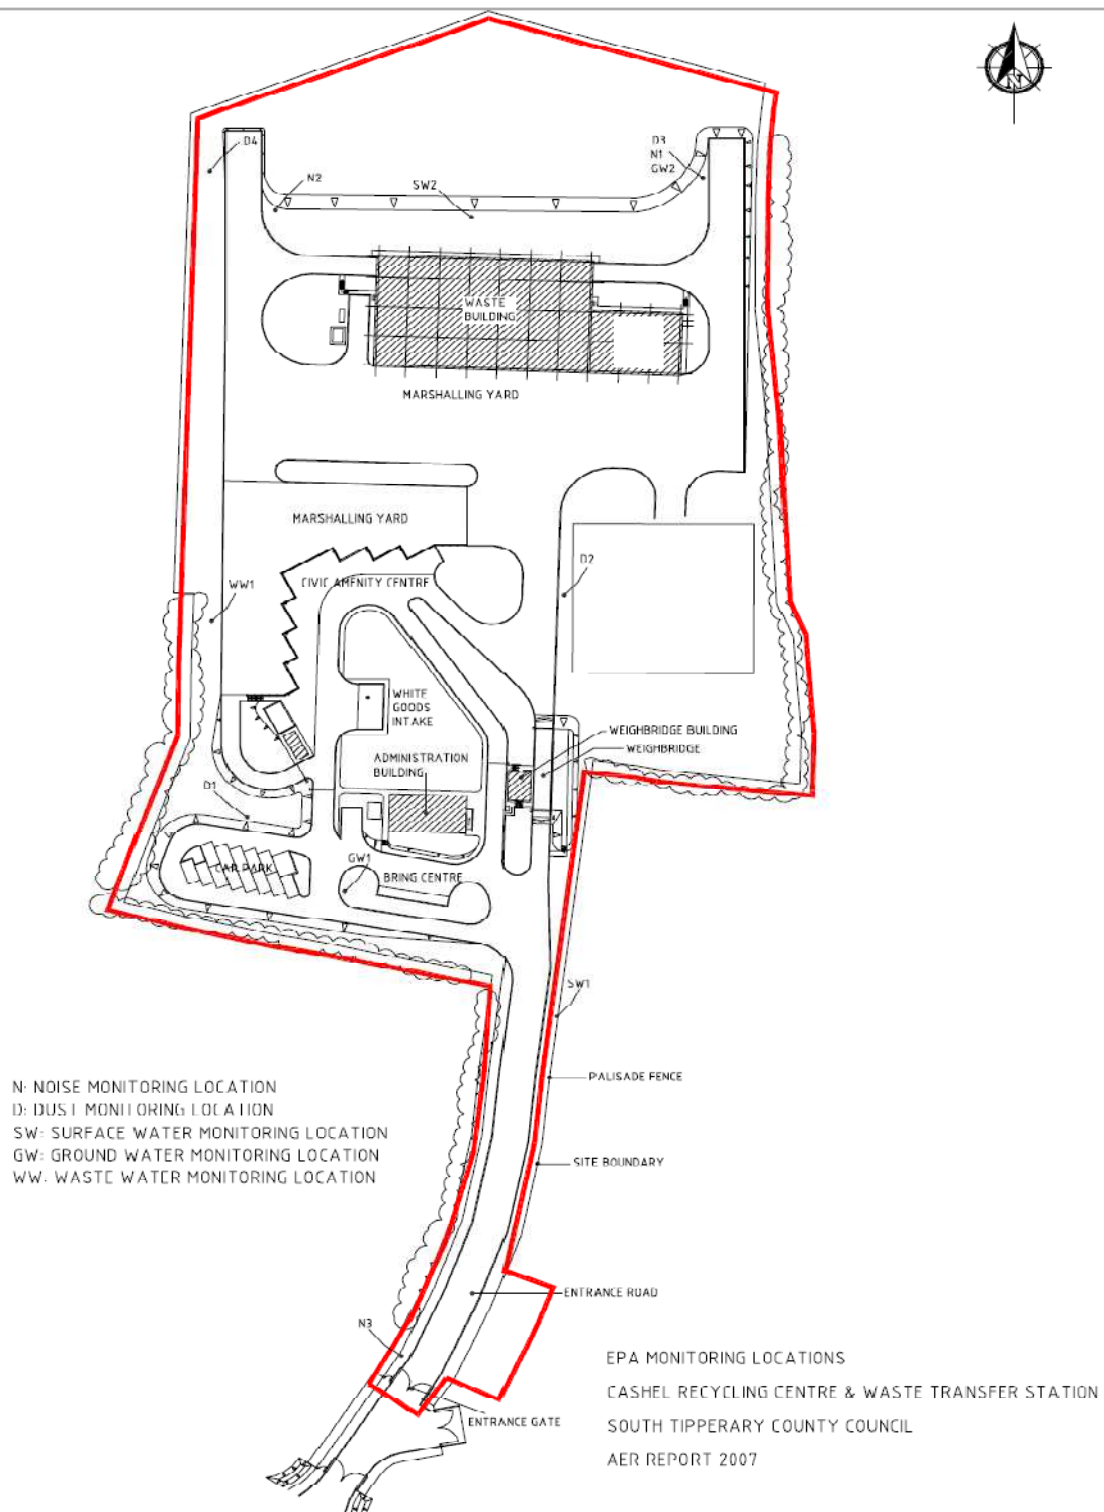 N
D4
D3
N1
GW2
N2
SW2
WASTE
BUILDING
MARSHALLING YARD
MARSHALLING YARD
D2
WW1
CIVIC AMENITY CENTRE
WHITE
GOODS
INTAKE
WEIGHBRIDGE BUILDING
WEIGHBRIDGE
ADMINISTRATION
BUILDING
D1
GW1
CAR PARK
BRING CENTRE
SW1
PALISADE FENCE
N: NOISE MONITORING LOCATION
D: DUST MONITORING LOCATION
SW: SURFACE WATER MONITORING LOCATION
GW: GROUND WATER MONITORING LOCATION
WW: WASTE WATER MONITORING LOCATION
SITE BOUNDARY
ENTRANCE ROAD
N3
ENTRANCE GATE
EPA MONITORING LOCATIONS
CASHEL RECYCLING CENTRE & WASTE TRANSFER STATION
SOUTH TIPPERARY COUNTY COUNCIL
AER REPORT 2007